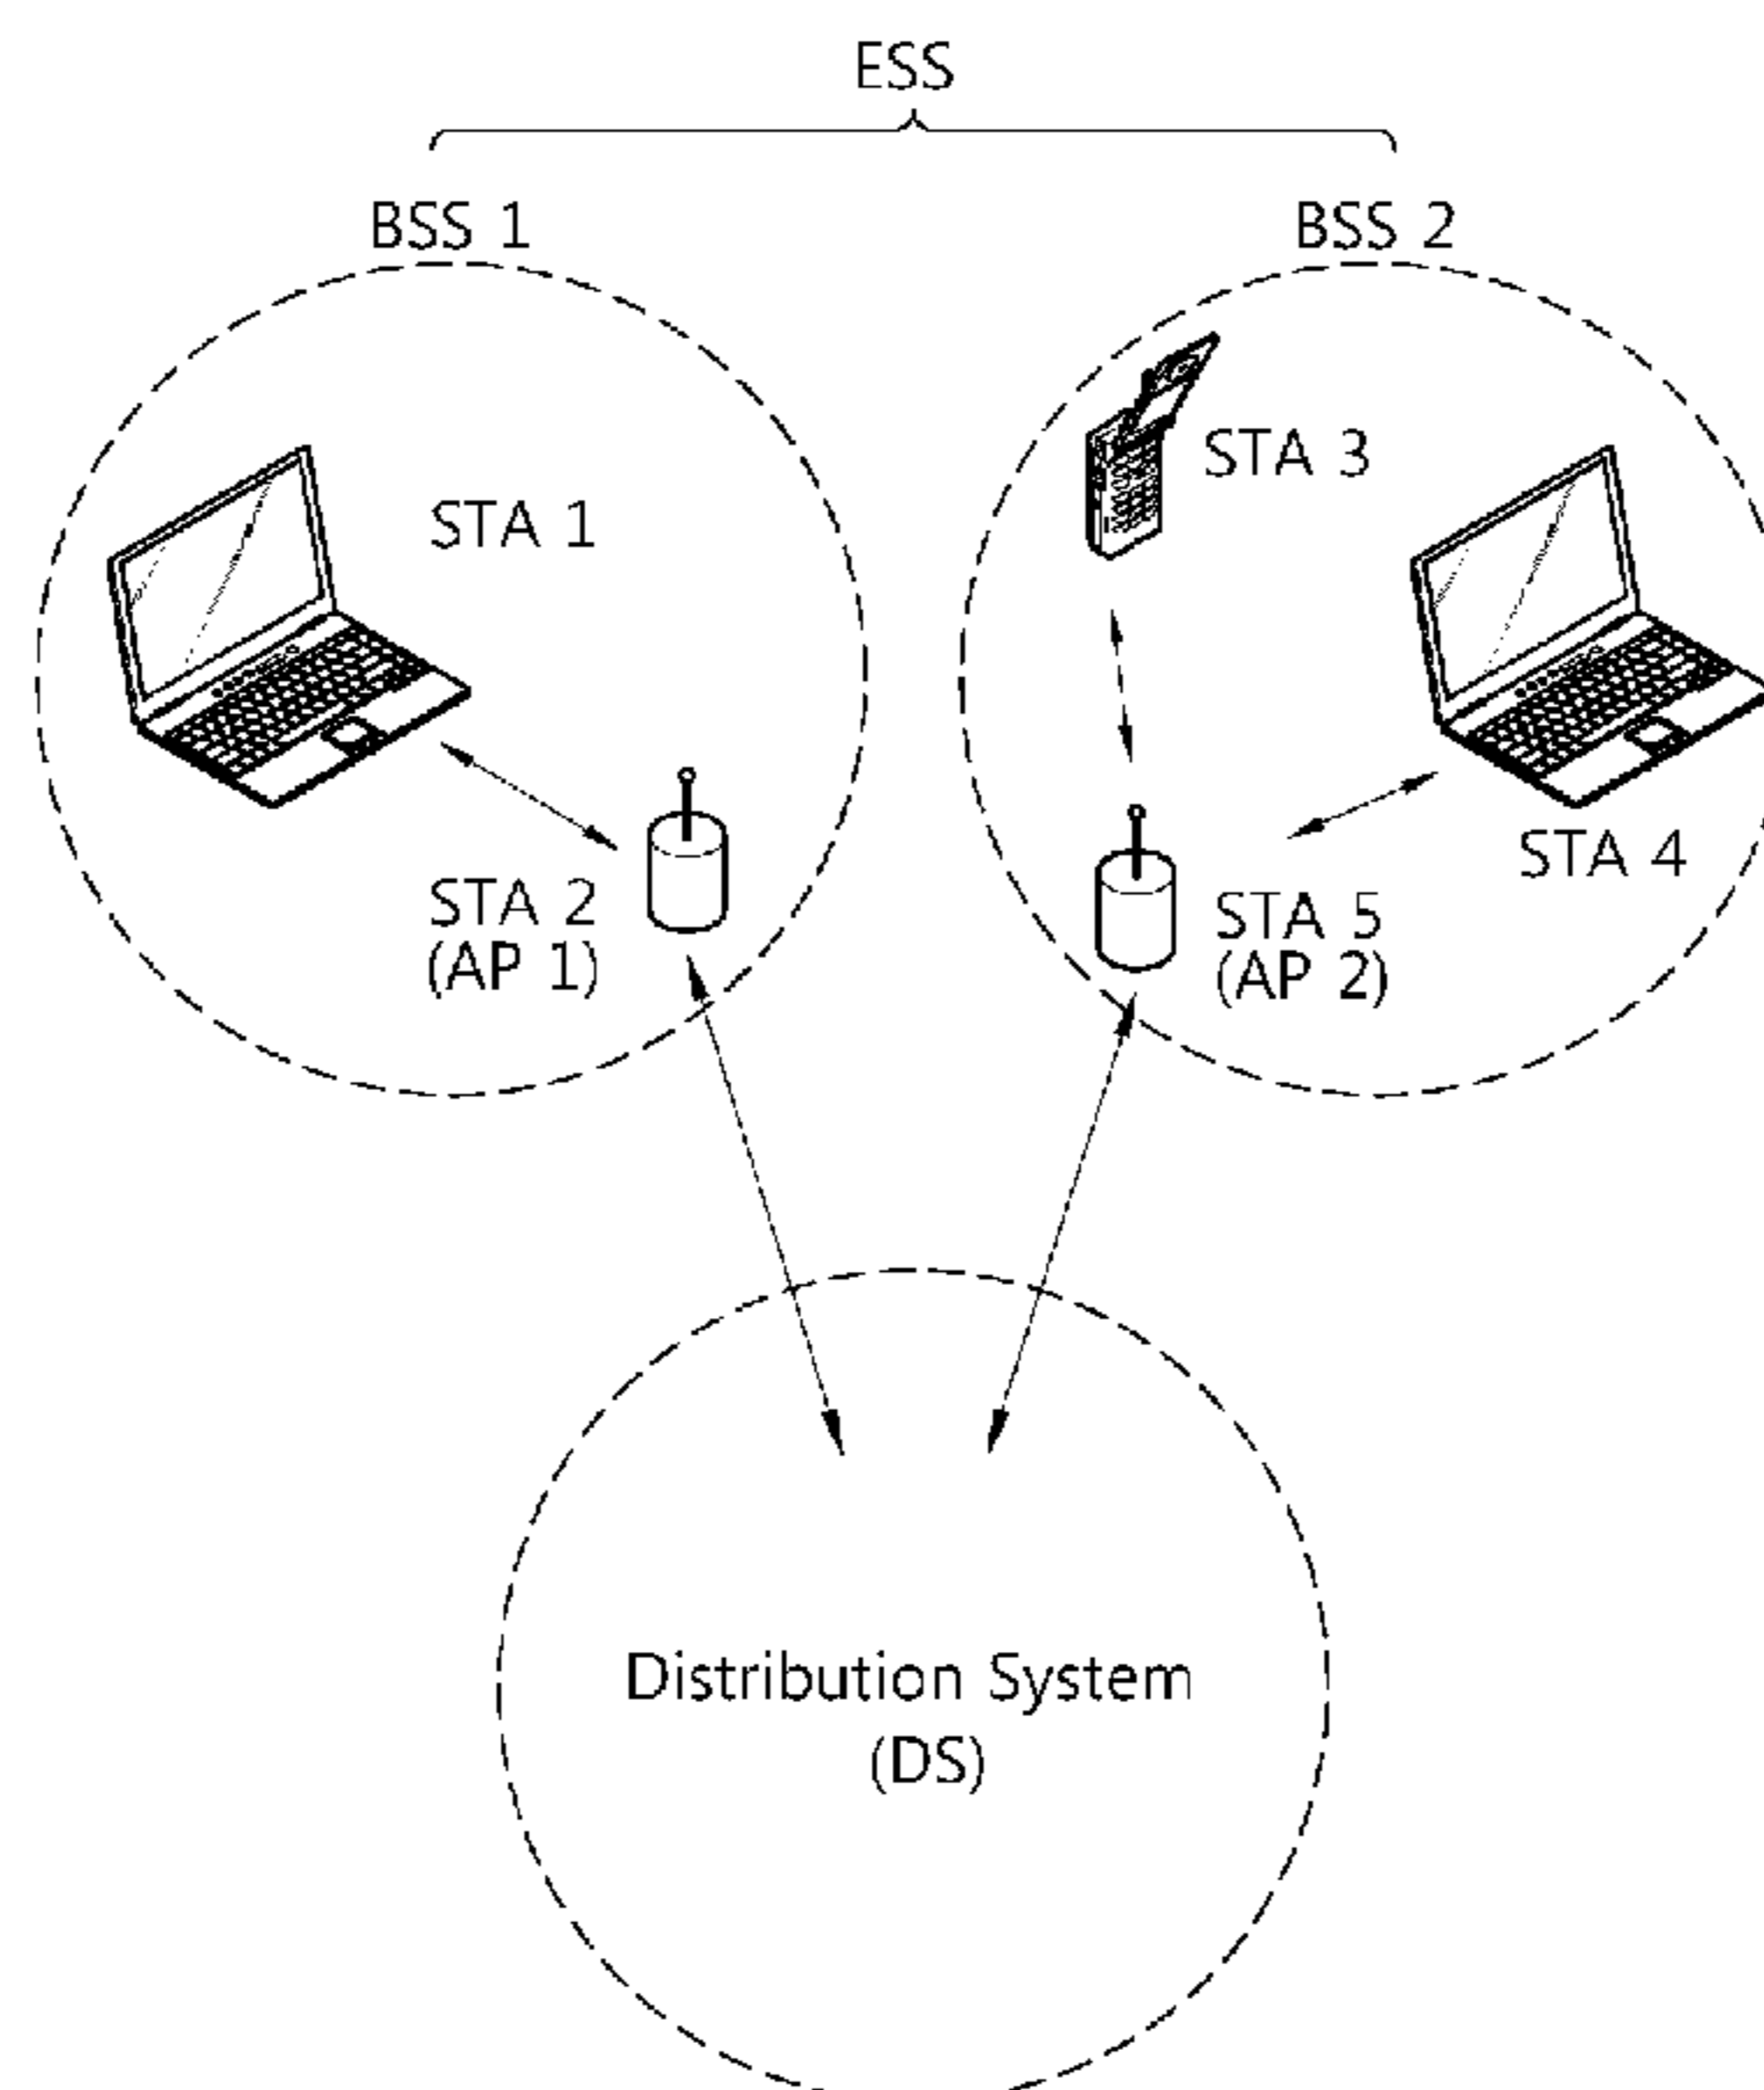 ESS
BSS 1
BSS 2
STA 3
STA 1
STA 4
STA 2
(AP 1)
STA 5
(AP 2)
Distribution System
(DS)